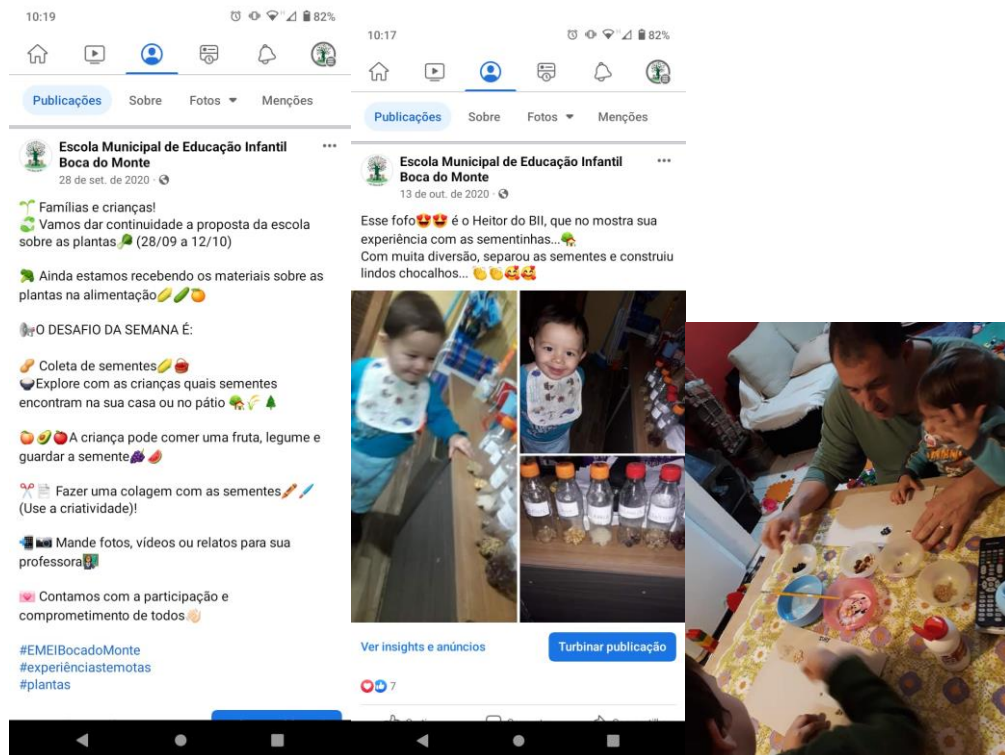 10:19
82%
Publicações Sobre Fotos Menções
Escola Municipal de Educação Infantil
Boca do Monte
28 de set. de 2020
Famílias e crianças!
Vamos dar continuidade a proposta da escola
sobre as plantas (28/09 a 12/10)
Ainda estamos recebendo os materiais sobre as
plantas na alimentação
O DESAFIO DA SEMANA É:
Coleta de sementes
Explore com as crianças quais sementes
encontram na sua casa ou no pátio
A criança pode comer uma fruta, legume e
guardar a semente
Fazer uma colagem com as sementes
(Use a criatividade)!
Mande fotos, vídeos ou relatos para sua
professora
Contamos com a participação e
comprometimento de todos
#EMEIBocadoMonte
#experiênciastemotas
#plantas
10:17
82%
Publicações Sobre Fotos Menções
Escola Municipal de Educação Infantil
Boca do Monte
13 de out. de 2020
Esse fofo é o Heitor do BII, que no mostra sua
experiência com as sementinhas...
Com muita diversão, separou as sementes e construiu
lindos chocalhos...
Ver insights e anúncios Turbinar publicação
7